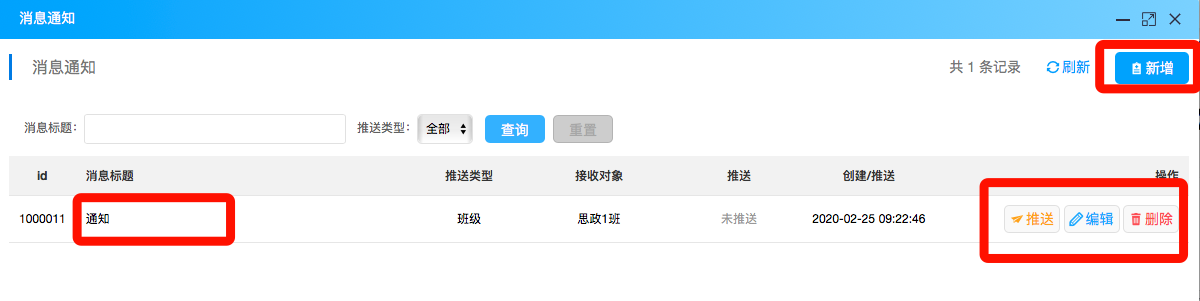 消息通知
消息通知 共 1 条记录 刷新 新增
消息标题: 推送类型: 全部 查询 重置
id 消息标题 推送类型 接收对象 推送 创建/推送 操作
1000011 通知 班级 思政1班 未推送 2020-02-25 09:22:46 推送 编辑 删除